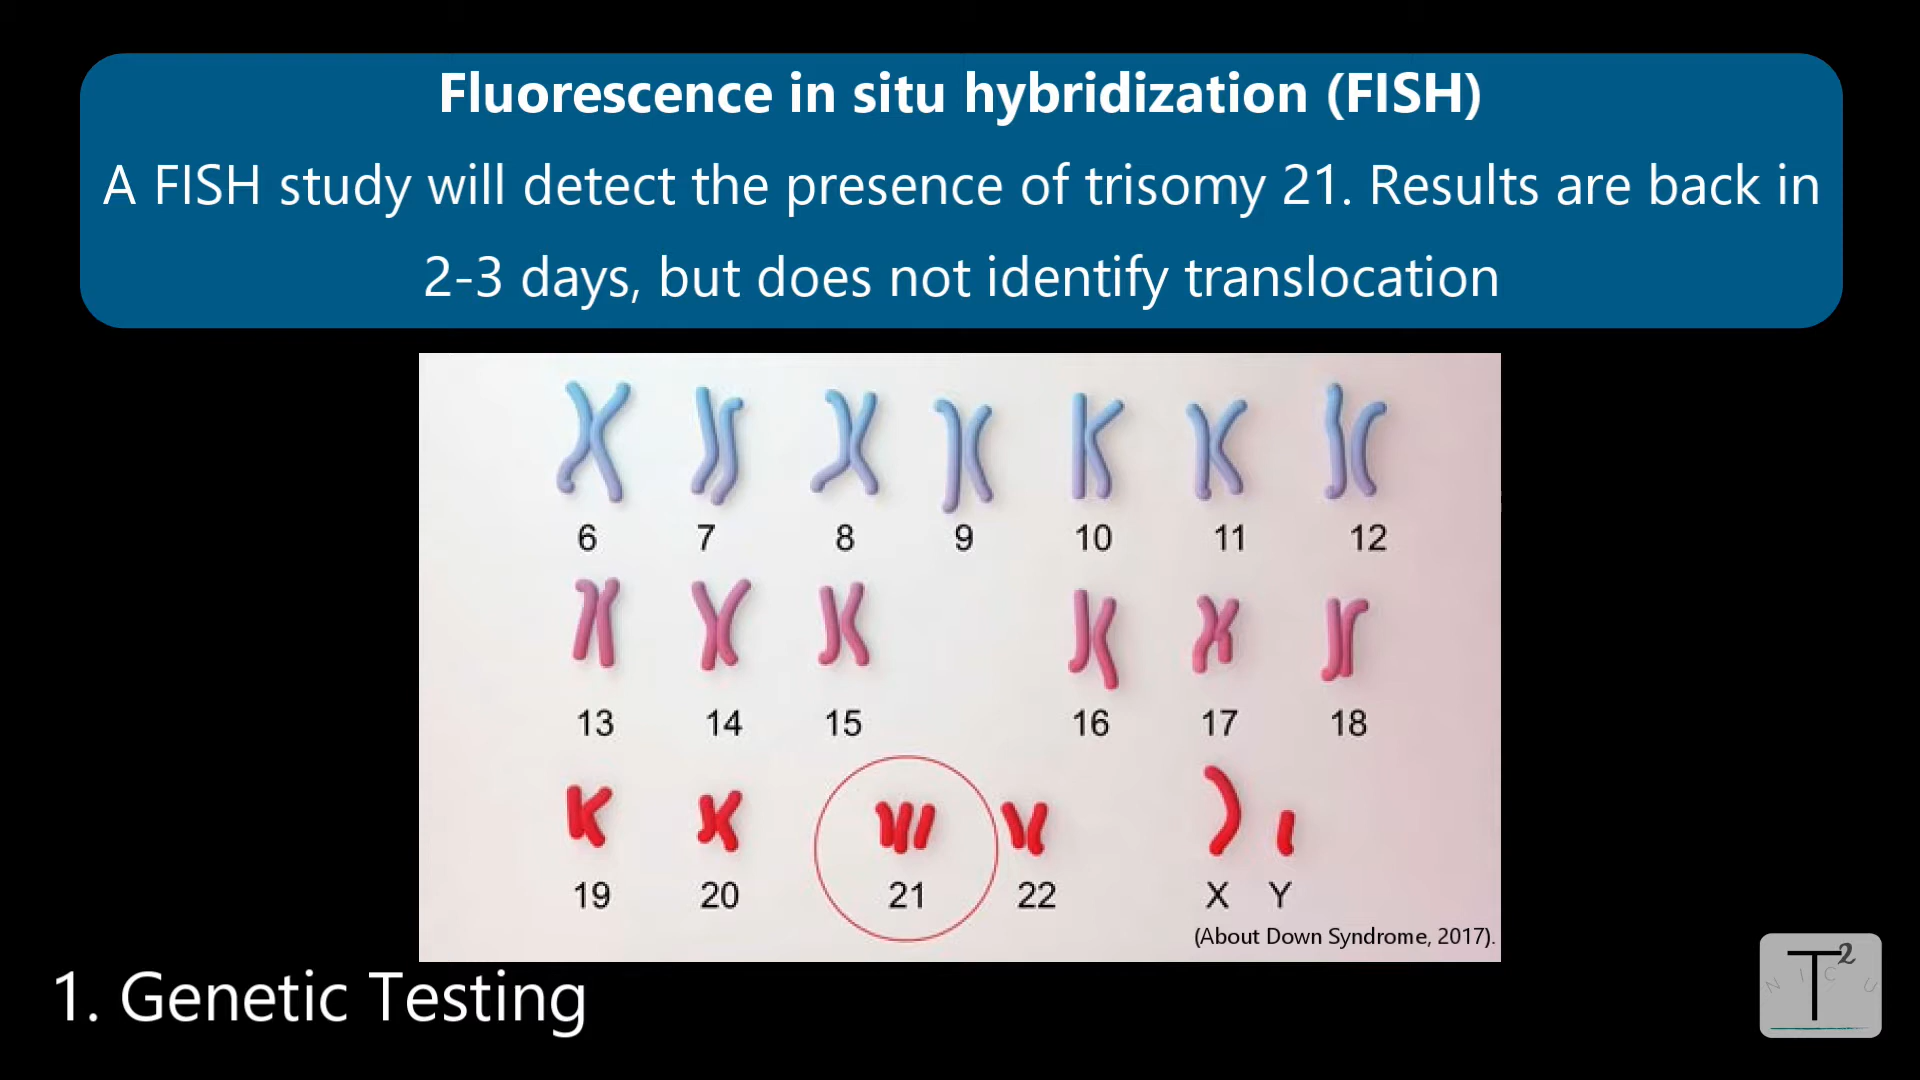 Fluorescence in situ hybridization (FISH)
A FISH study will detect the presence of trisomy 21. Results are back in
2-3 days, but does not identify translocation
6 7 8 9 10 11 12
13 14 15 16 17 18
19 20 21 22 X Y
(About Down Syndrome, 2017).
1. Genetic Testing
T²
N I C U